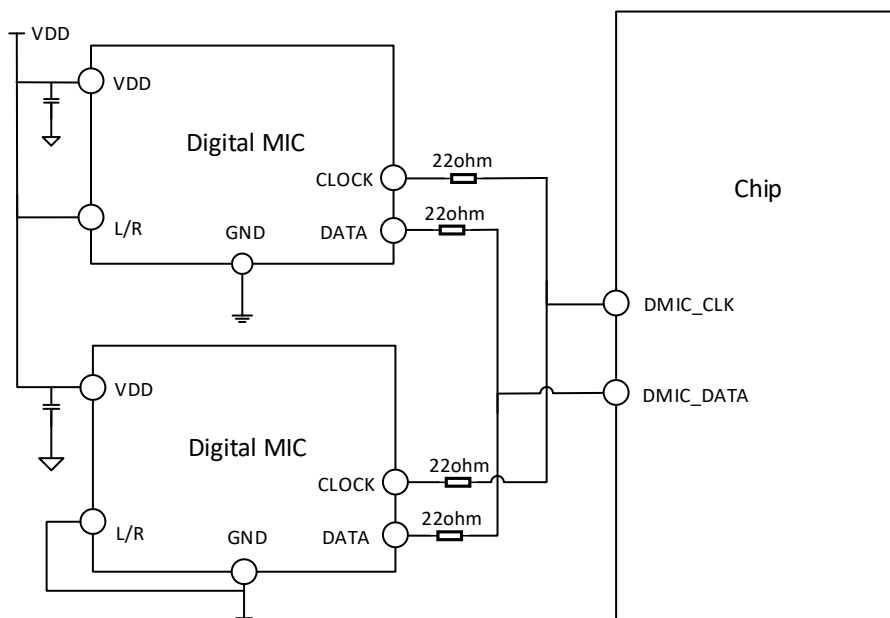 VDD
VDD
Digital MIC
CLOCK
22ohm
L/R
GND
DATA
22ohm
Chip
DMIC_CLK
DMIC_DATA
VDD
Digital MIC
CLOCK
22ohm
L/R
GND
DATA
22ohm